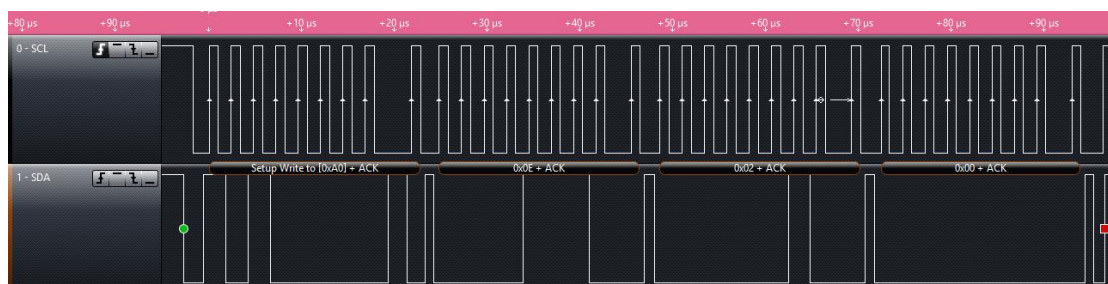 +80 µs +90 µs +10 µs +20 µs +30 µs +40 µs +50 µs +60 µs +70 µs +80 µs +90 µs
0 - SCL
Setup Write to [0xA0] + ACK 0x0E + ACK 0x02 + ACK 0x00 + ACK
1 - SDA